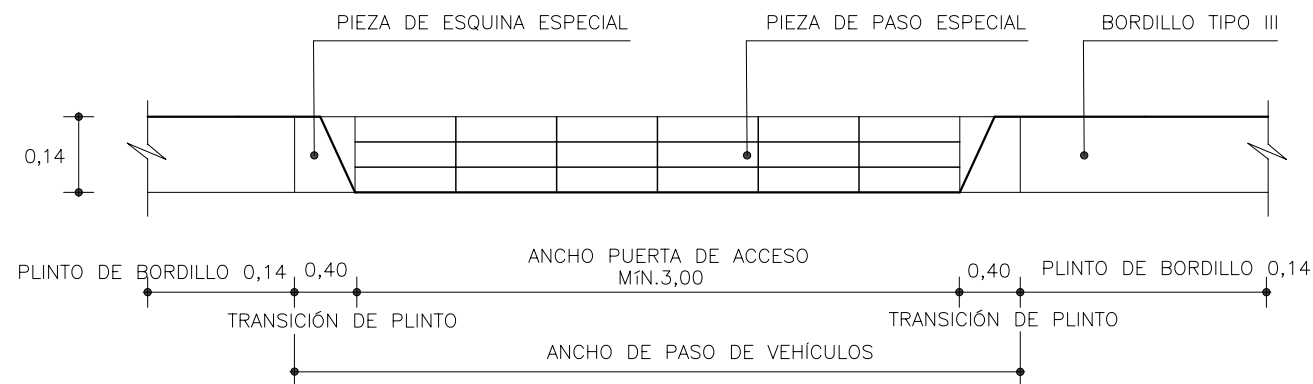 PIEZA DE ESQUINA ESPECIAL
PIEZA DE PASO ESPECIAL
BORDILLO TIPO III
0,14
PLINTO DE BORDILLO 0,14
0,40
ANCHO PUERTA DE ACCESO
MíN.3,00
0,40
PLINTO DE BORDILLO 0,14
TRANSICIÓN DE PLINTO
TRANSICIÓN DE PLINTO
ANCHO DE PASO DE VEHÍCULOS